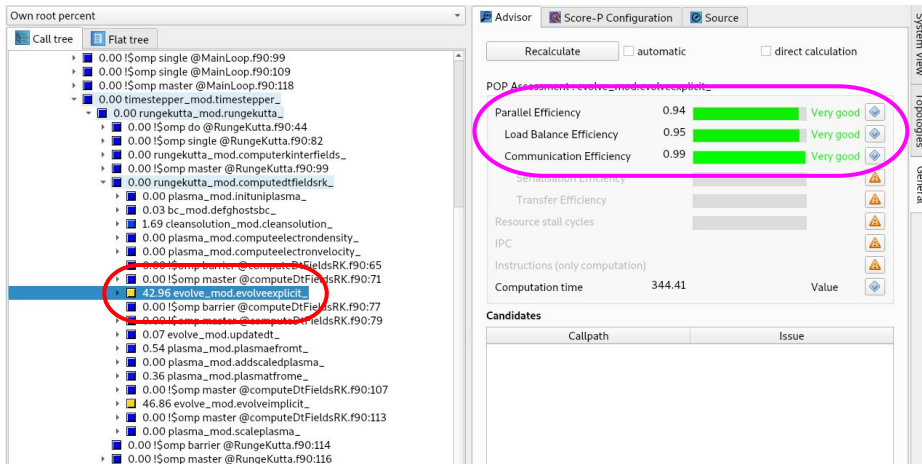 Own root percent
Call tree
Flat tree
0.00 !$omp single @MainLoop.f90:99
0.00 !$omp single @MainLoop.f90:109
0.00 !$omp master @MainLoop.f90:118
0.00 timestepper_mod.timestepper_
0.00 rungekutta_mod.rungekutta_
0.00 !$omp do @RungeKutta.f90:44
0.00 !$omp single @RungeKutta.f90:82
0.00 rungekutta_mod.computerkinterfields_
0.00 !$omp master @RungeKutta.f90:99
0.00 rungekutta_mod.computedtfieldsrk_
0.00 plasma_mod.inituniplasma_
0.03 bc_mod.defghostsbc_
1.69 cleansolution_mod.cleansolution_
0.00 plasma_mod.computeelectrondensity_
0.00 plasma_mod.computeelectronvelocity_
0.00 !$omp barrier @computeDtFieldsRK.f90:65
0.00 !$omp master @computeDtFieldsRK.f90:71
42.96 evolve_mod.evolveexplicit_
0.00 !$omp barrier @computeDtFieldsRK.f90:77
0.00 !$omp master @computeDtFieldsRK.f90:79
0.07 evolve_mod.updatedt_
0.54 plasma_mod.plasmaefromt_
0.00 plasma_mod.addscaledplasma_
0.36 plasma_mod.plasmatfrome_
0.00 !$omp master @computeDtFieldsRK.f90:107
46.86 evolve_mod.evolveimplicit_
0.00 !$omp master @computeDtFieldsRK.f90:113
0.00 plasma_mod.scaleplasma_
0.00 !$omp barrier @RungeKutta.f90:114
0.00 !$omp master @RungeKutta.f90:116
Advisor
Score-P Configuration
Source
Recalculate
automatic
direct calculation
POP Assessment : evolve_mod.evolveexplicit_
Parallel Efficiency 0.94 Very good
Load Balance Efficiency 0.95 Very good
Communication Efficiency 0.99 Very good
Serialisation Efficiency
Transfer Efficiency
Resource stall cycles
IPC
Instructions (only computation)
Computation time 344.41 Value
Candidates
Callpath Issue
System View
Topologies
General